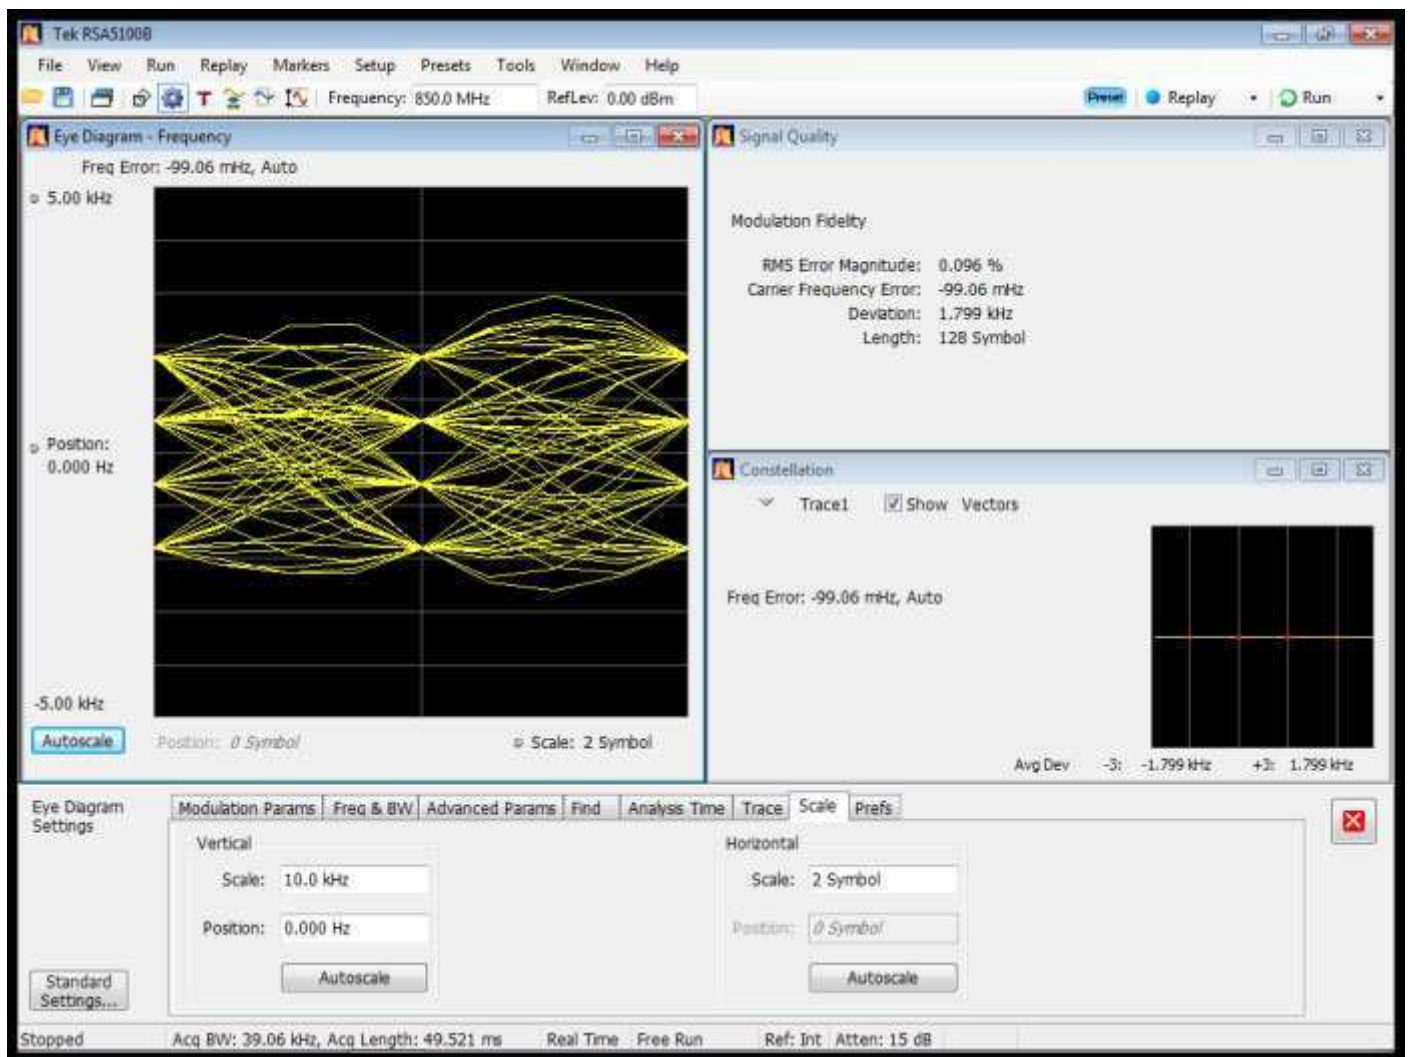 Tek RSA5100B
File View Run Replay Markers Setup Presets Tools Window Help
T Frequency: 850.0 MHz RefLev: 0.00 dBm Preset Replay Run
Eye Diagram - Frequency
Freq Error: -99.06 mHz, Auto
5.00 kHz
Position:
0.000 Hz
-5.00 kHz
Autoscale Position: 0 Symbol Scale: 2 Symbol
Signal Quality
Modulation Fidelity
RMS Error Magnitude: 0.096 %
Carrier Frequency Error: -99.06 mHz
Deviation: 1.799 kHz
Length: 128 Symbol
Constellation
Trace1 Show Vectors
Freq Error: -99.06 mHz, Auto
Avg Dev -3: -1.799 kHz +3: 1.799 kHz
Eye Diagram
Settings
Modulation Params Freq & BW Advanced Params Find Analysis Time Trace Scale Prefs
Vertical
Scale: 10.0 kHz
Position: 0.000 Hz
Autoscale
Horizontal
Scale: 2 Symbol
Position: 0 Symbol
Autoscale
Standard
Settings...
Stopped Acq BW: 39.06 kHz, Acq Length: 49.521 ms Real Time Free Run Ref: Int Atten: 15 dB